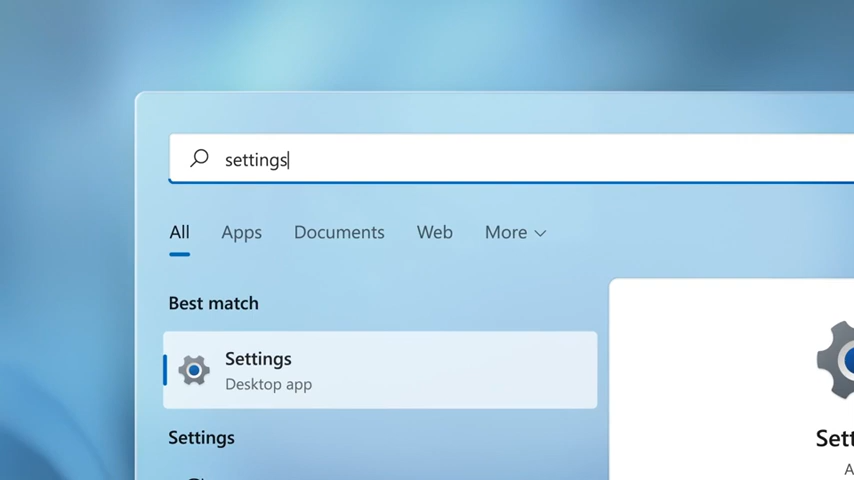 settings
All Apps Documents Web More
Best match
Settings
Desktop app
Settings